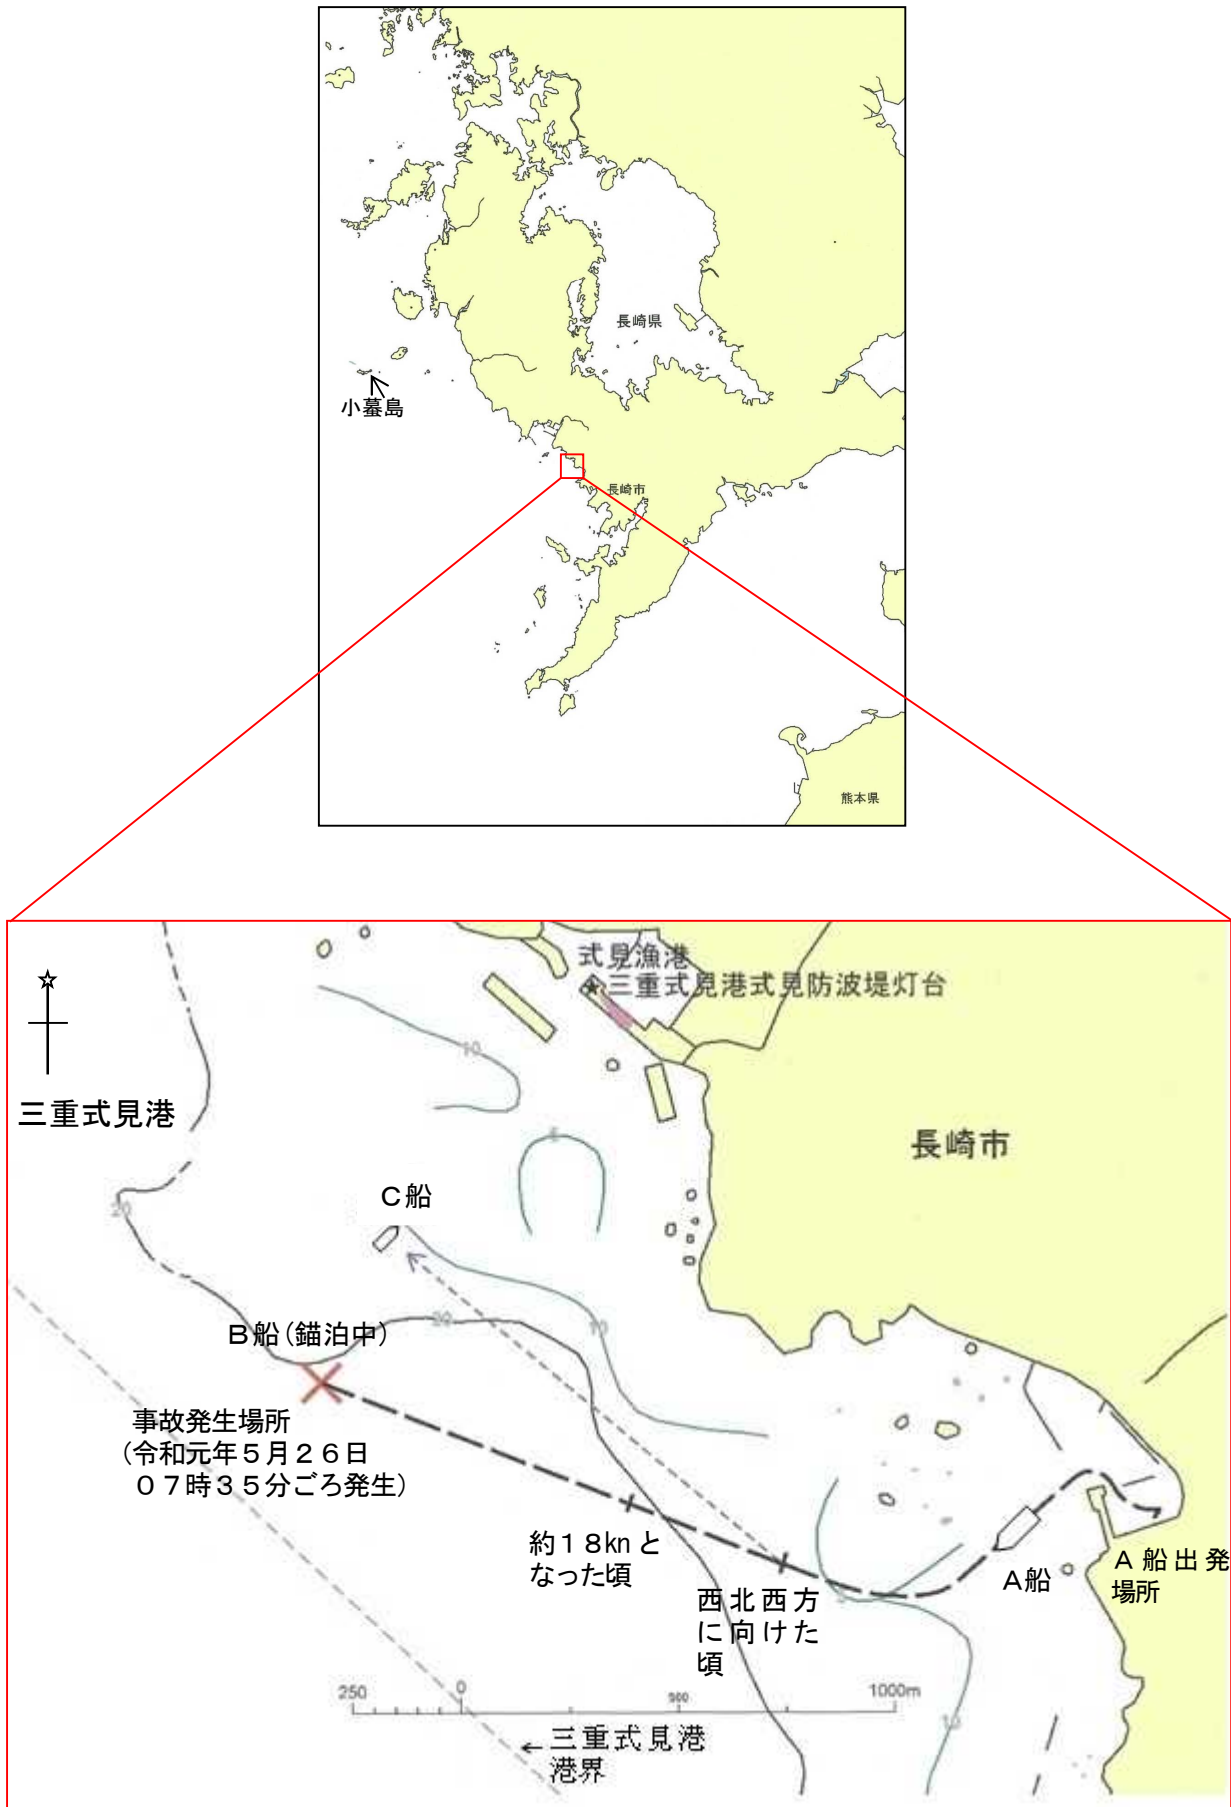 長崎県
小蟇島
長崎市
熊本県
式見漁港
三重式見港式見防波堤灯台
三重式見港
長崎市
10
5
C船
20
B船(錨泊中)
20
10
事故発生場所
(令和元年5月26日
07時35分ごろ発生)
約18knと
なった頃
A船
A船出発
場所
西北西方
に向けた
頃
5
250
0
500
1000m
10
←三重式見港
港界